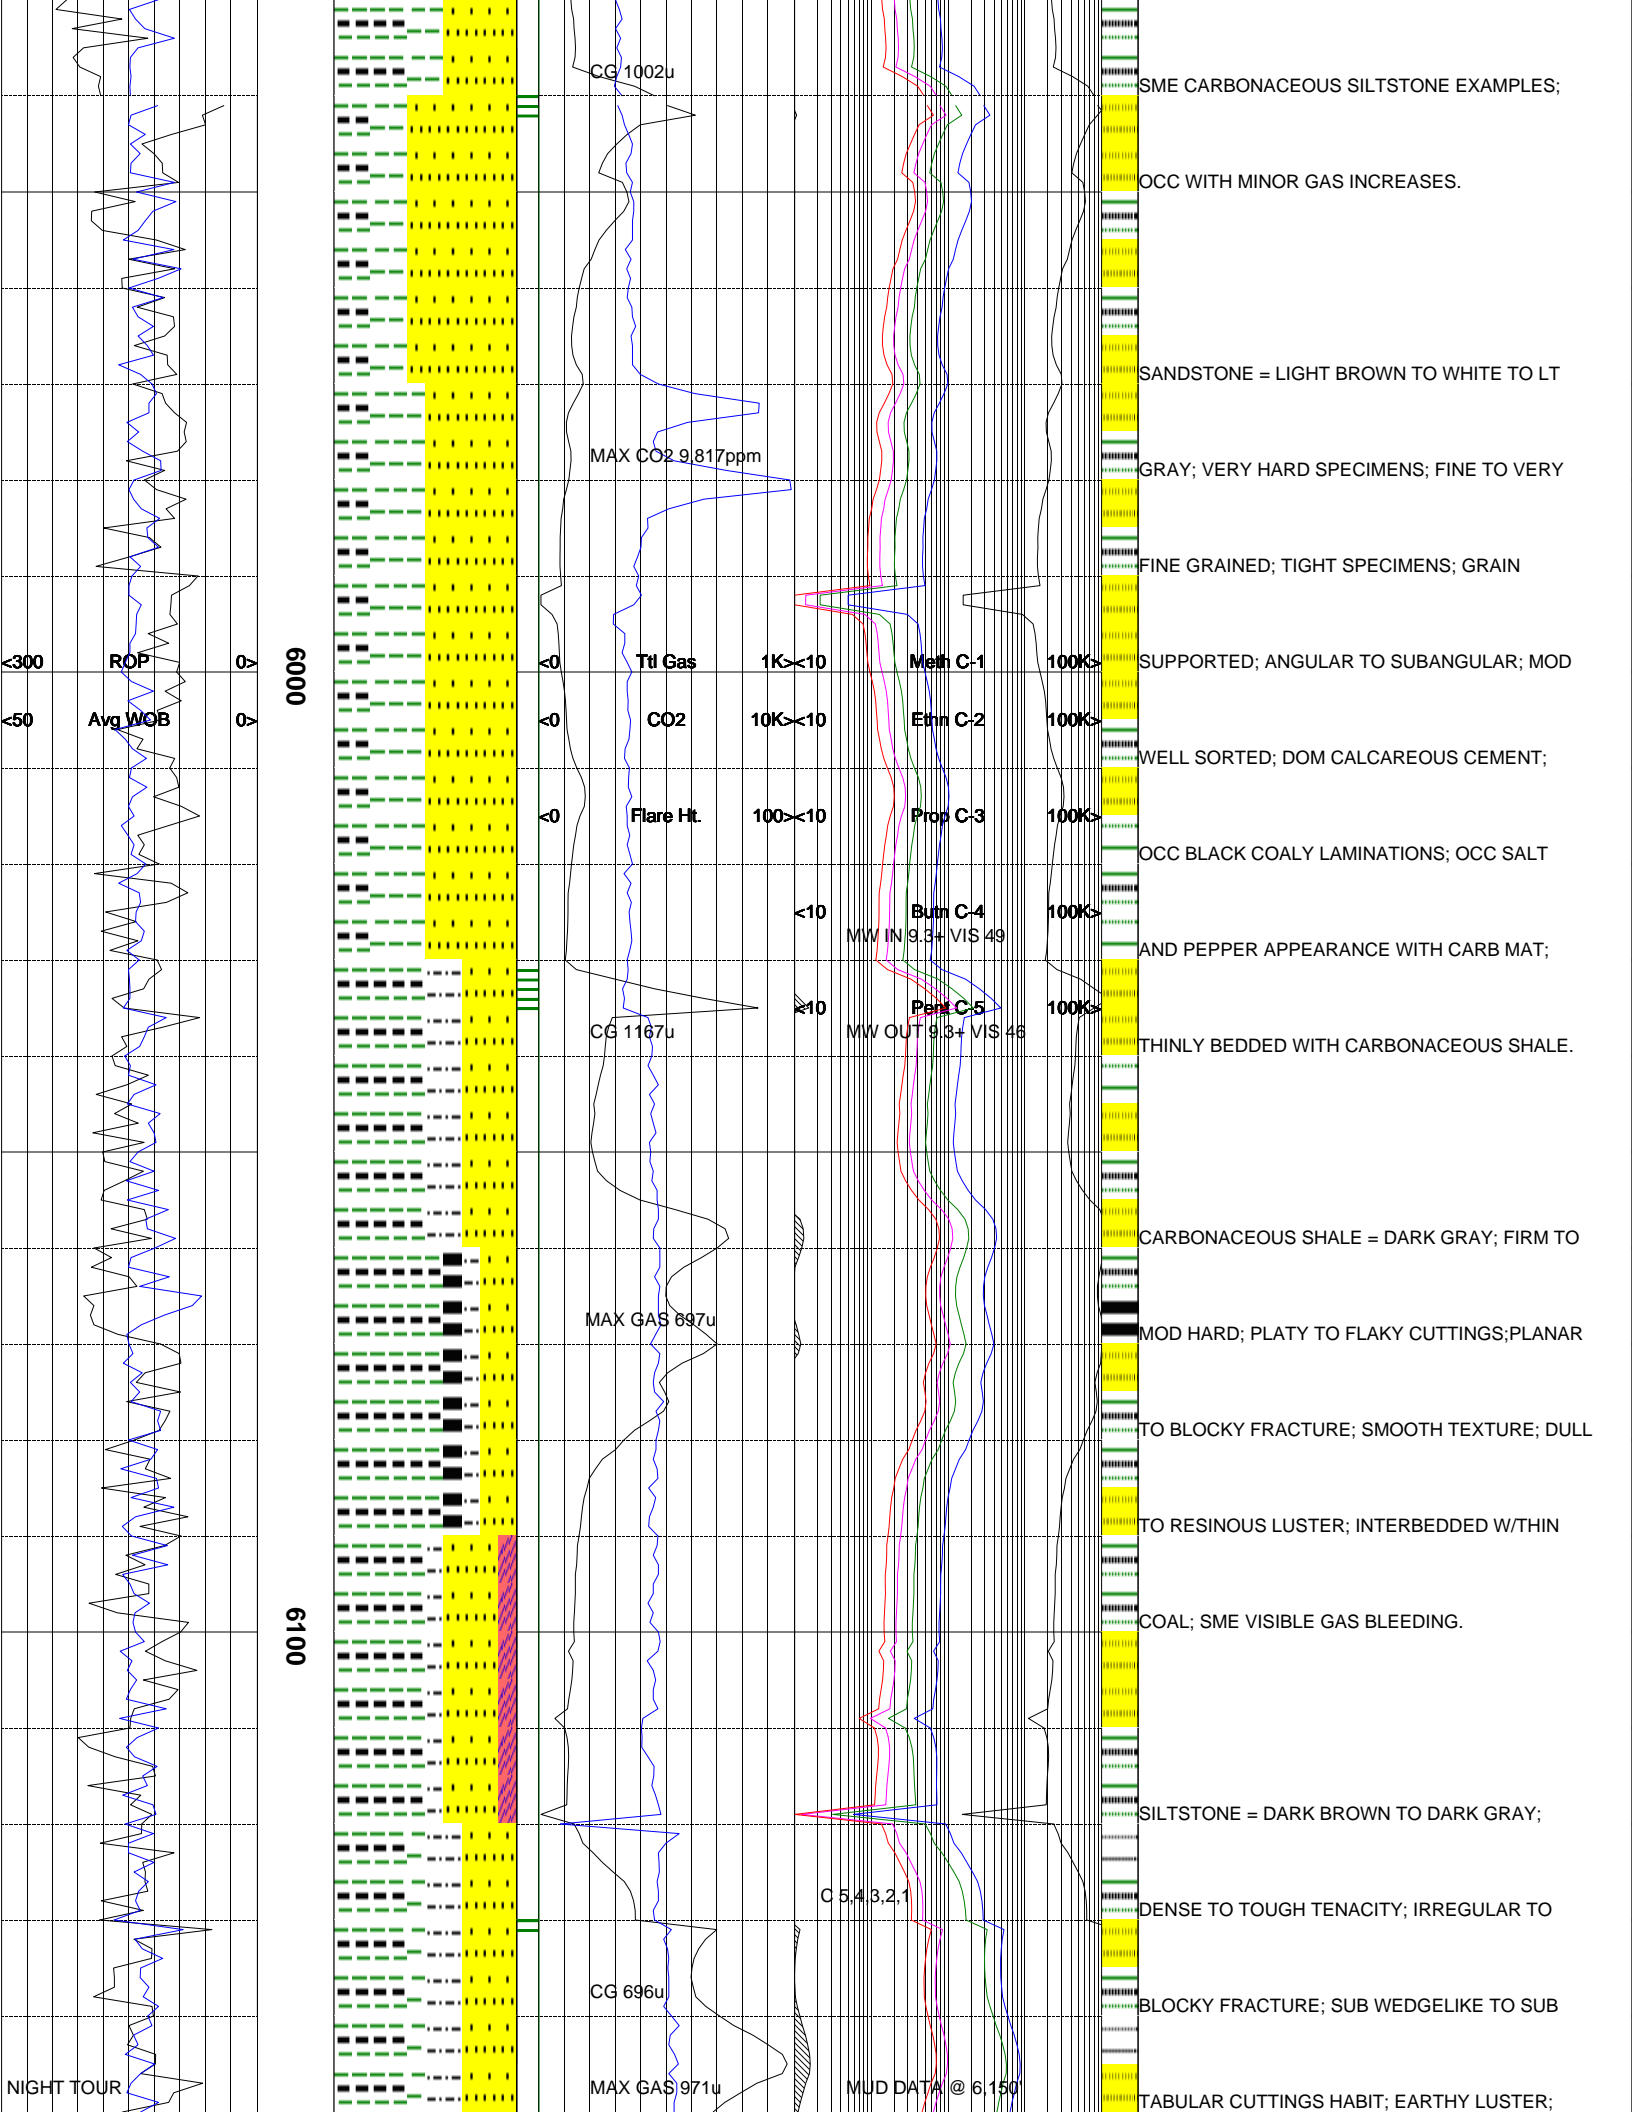 CG 1002u
SME CARBONACEOUS SILTSTONE EXAMPLES;
OCC WITH MINOR GAS INCREASES.
SANDSTONE = LIGHT BROWN TO WHITE TO LT
MAX CO2 9,817ppm
GRAY; VERY HARD SPECIMENS; FINE TO VERY
FINE GRAINED; TIGHT SPECIMENS; GRAIN
6000
<300 ROP 0> <0 Ttl Gas 1K> <10 Meth C-1 100K>
SUPPORTED; ANGULAR TO SUBANGULAR; MOD
<50 Avg WOB 0> <0 CO2 10K> <10 Ethn C-2 100K>
WELL SORTED; DOM CALCAREOUS CEMENT;
<0 Flare Ht. 100> <10 Prop C-3 100K>
OCC BLACK COALY LAMINATIONS; OCC SALT
<10 Butn C-4 100K>
MW IN 9.3+ VIS 49
AND PEPPER APPEARANCE WITH CARB MAT;
<10 Pent C-5 100K>
CG 1167u
MW OUT 9.3+ VIS 46
THINLY BEDDED WITH CARBONACEOUS SHALE.
CARBONACEOUS SHALE = DARK GRAY; FIRM TO
MAX GAS 697u
MOD HARD; PLATY TO FLAKY CUTTINGS;PLANAR
TO BLOCKY FRACTURE; SMOOTH TEXTURE; DULL
TO RESINOUS LUSTER; INTERBEDDED W/THIN
6100
COAL; SME VISIBLE GAS BLEEDING.
SILTSTONE = DARK BROWN TO DARK GRAY;
C 5,4,3,2,1
DENSE TO TOUGH TENACITY; IRREGULAR TO
CG 696u
BLOCKY FRACTURE; SUB WEDGELIKE TO SUB
NIGHT TOUR
MAX GAS 971u
MUD DATA @ 6,150'
TABULAR CUTTINGS HABIT; EARTHY LUSTER;